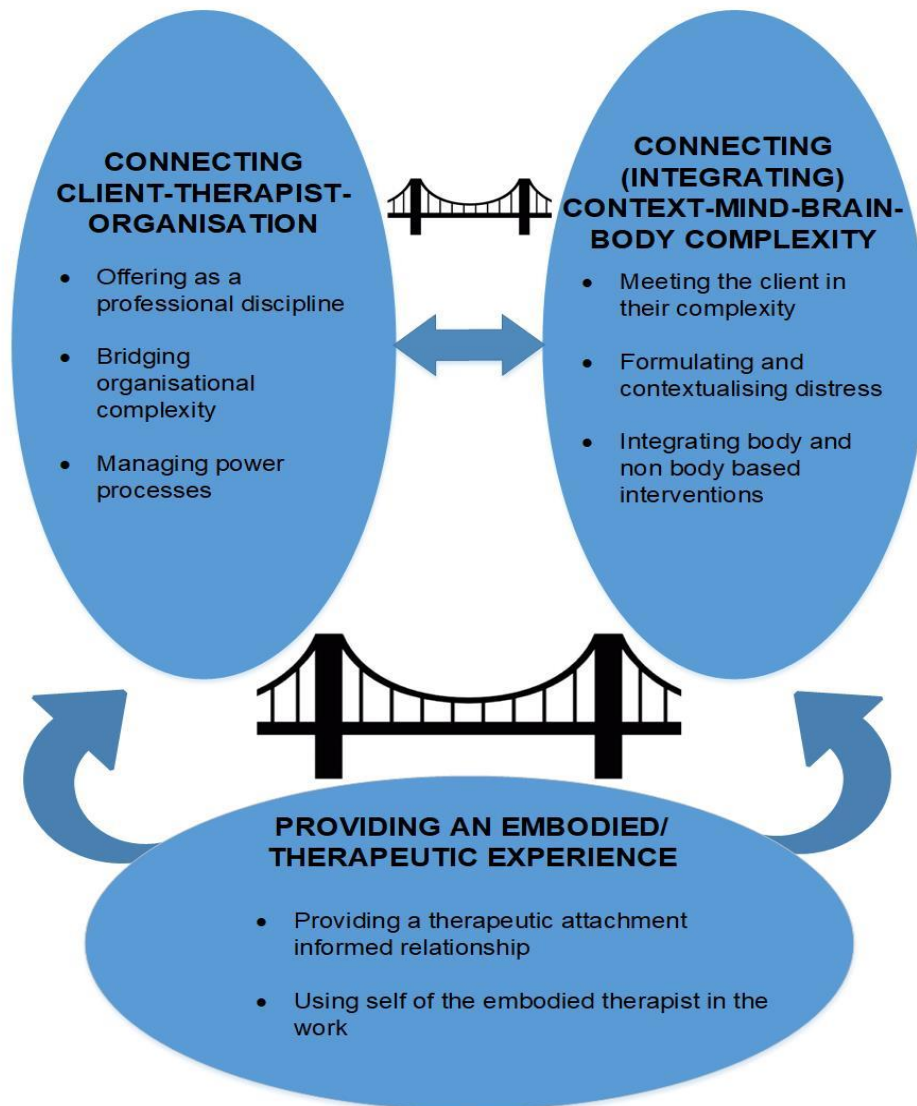 CONNECTING
CLIENT-THERAPIST-
ORGANISATION
• Offering as a
professional discipline
• Bridging
organisational
complexity
• Managing power
processes
CONNECTING
(INTEGRATING)
CONTEXT-MIND-BRAIN-
BODY COMPLEXITY
• Meeting the client in
their complexity
• Formulating and
contextualising distress
• Integrating body and
non body based
interventions
PROVIDING AN EMBODIED/
THERAPEUTIC EXPERIENCE
• Providing a therapeutic attachment
informed relationship
• Using self of the embodied therapist in the
work